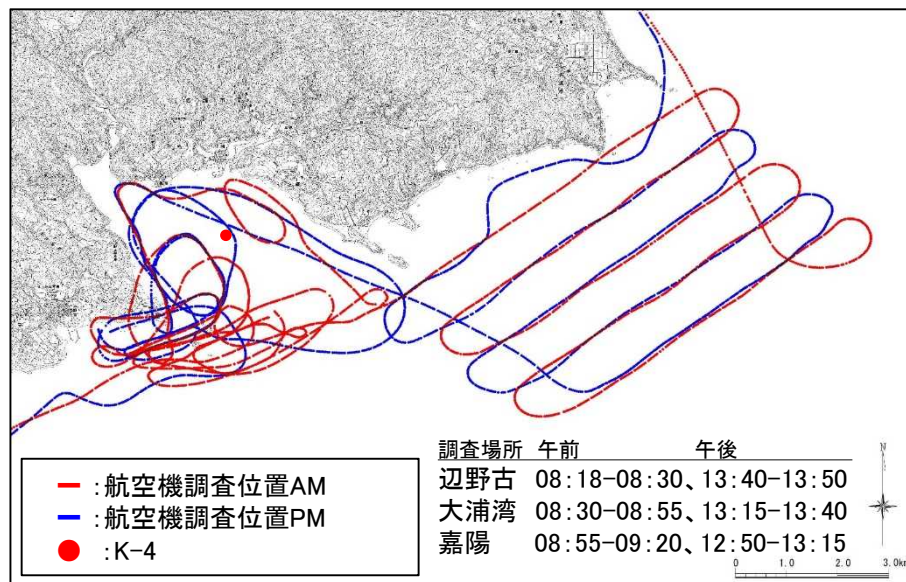 :航空機調査位置AM
:航空機調査位置PM
:K-4
調査場所 午前 午後
辺野古 08:18-08:30、13:40-13:50
大浦湾 08:30-08:55、13:15-13:40
嘉陽 08:55-09:20、12:50-13:15
N
0 1.0 2.0 3.0km